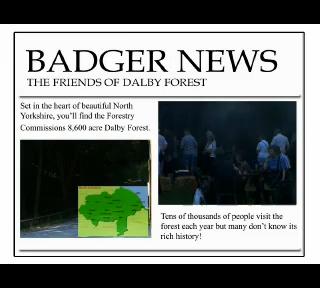 BADGER NEWS
THE FRIENDS OF DALBY FOREST
Set in the heart of beautiful North
Yorkshire, you'll find the Forestry
Commissions 8,600 acre Dalby Forest.
Tens of thousands of people visit the
forest each year but many don't know its
rich history!